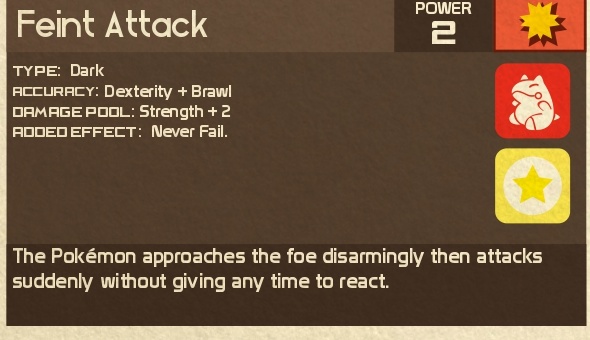 Feint Attack
POWER
2
TYPE: Dark
ACCURACY: Dexterity + Brawl
DAMAGE POOL: Strength + 2
ADDED EFFECT: Never Fail.
The Pokémon approaches the foe disarmingly then attacks
suddenly without giving any time to react.